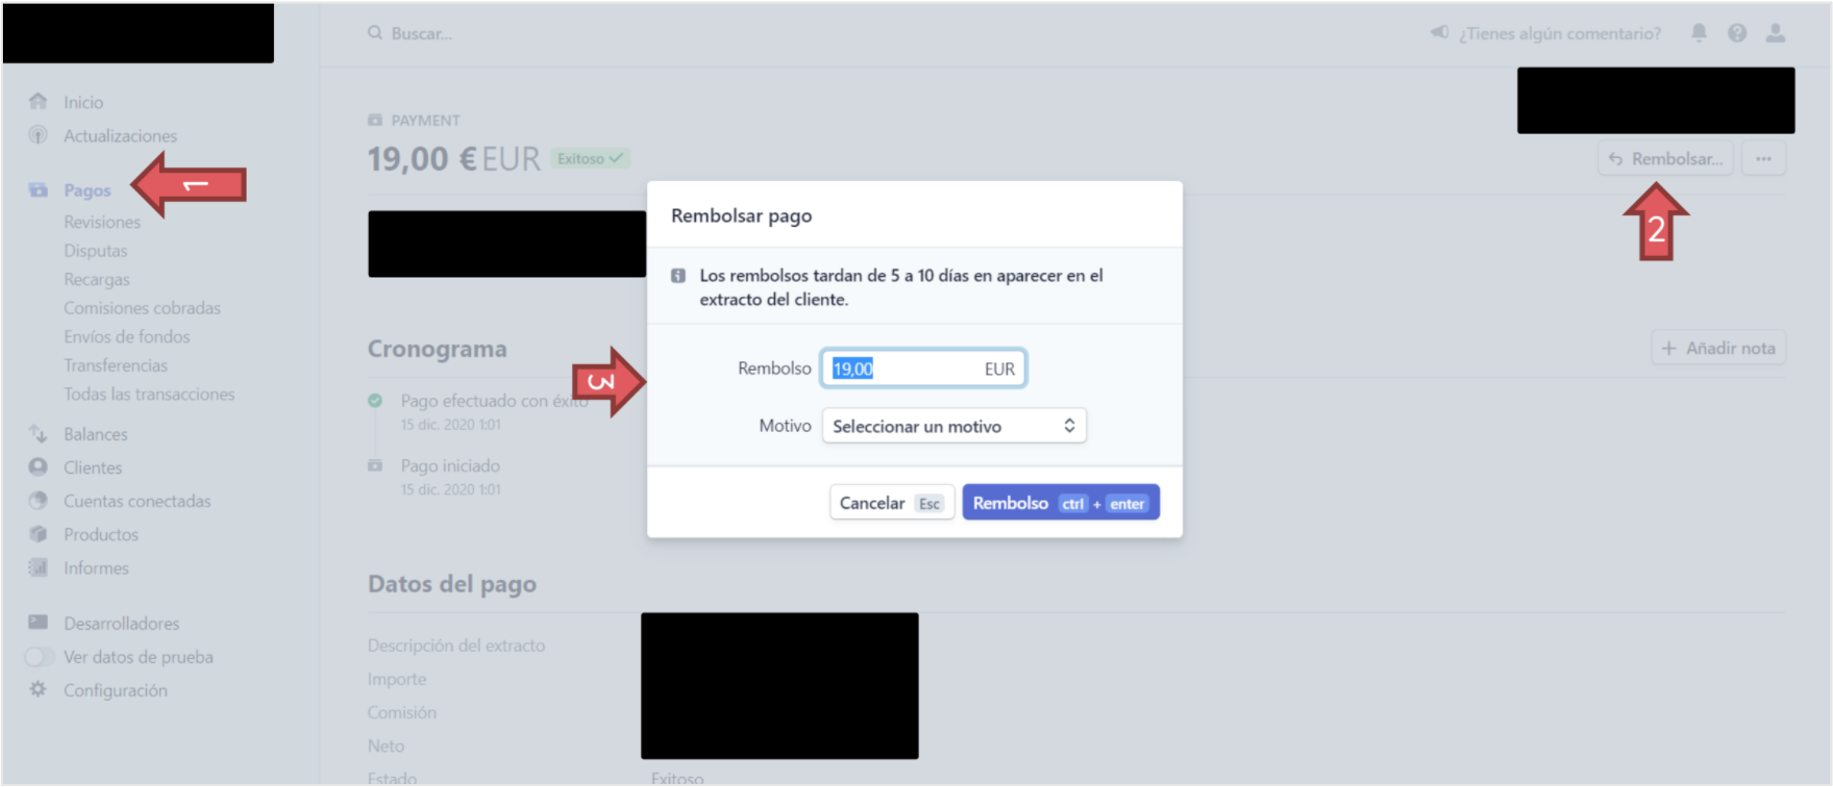 Buscar...
¿Tienes algún comentario?
Inicio
Actualizaciones
Pagos
1
Revisiones
Disputas
Recargas
Comisiones cobradas
Envíos de fondos
Transferencias
Todas las transacciones
Balances
Clientes
Cuentas conectadas
Productos
Informes
Desarrolladores
Ver datos de prueba
Configuración
PAYMENT
19,00 € EUR Exitoso
Rembolsar...
2
Cronograma
Añadir nota
Pago efectuado con éxito
15 dic. 2020 1:01
Pago iniciado
15 dic. 2020 1:01
3
Rembolsar pago
Los rembolsos tardan de 5 a 10 días en aparecer en el
extracto del cliente.
Rembolso 19,00 EUR
Motivo Seleccionar un motivo
Cancelar Esc Rembolso ctrl + enter
Datos del pago
Descripción del extracto
Importe
Comisión
Neto
Estado Exitoso